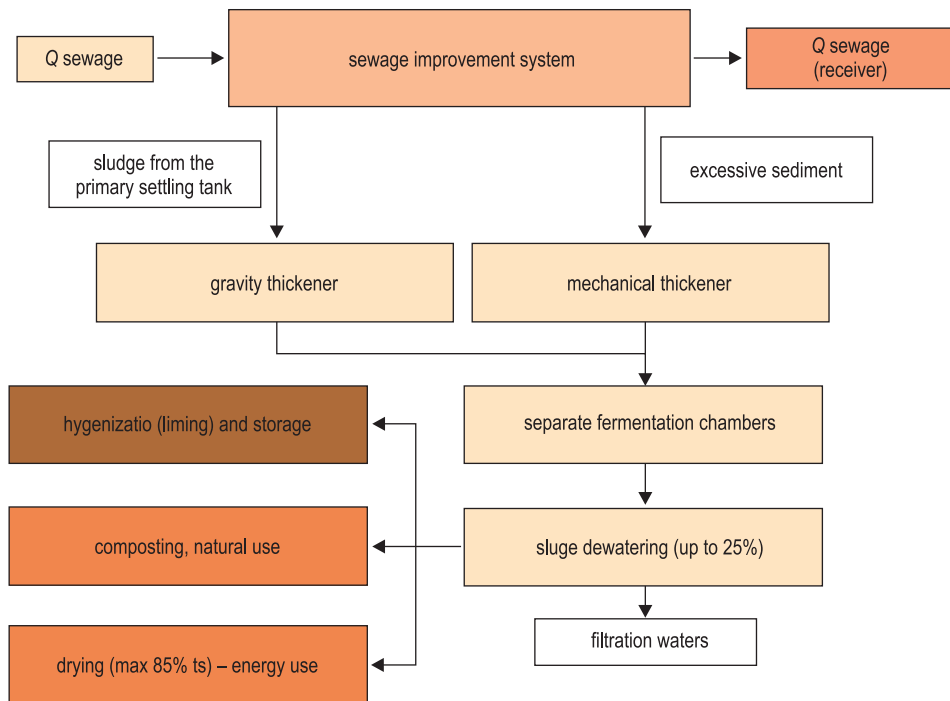 Q sewage
sewage improvement system
Q sewage
(receiver)
sludge from the
primary settling tank
excessive sediment
gravity thickener
mechanical thickener
hygenizatio (liming) and storage
separate fermentation chambers
composting, natural use
sluge dewatering (up to 25%)
drying (max 85% ts) – energy use
filtration waters